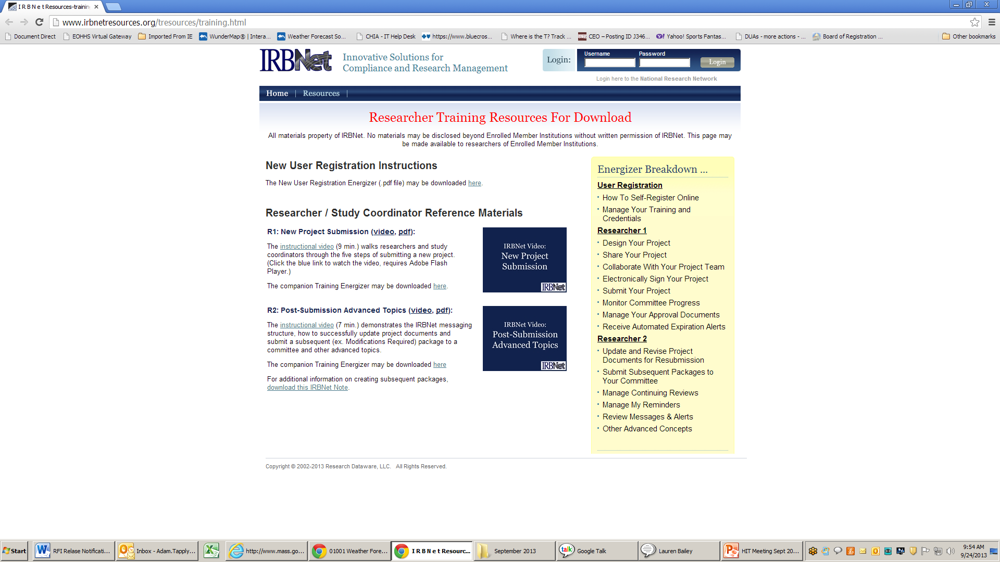 I R B N e t Resources-trainin
www.irbnetresources.org/tresources/training.html
Document Direct EOHHS Virtual Gateway Imported From IE WunderMap® | Intera... Weather Forecast So... CHIA - IT Help Desk https://www.bluecros... Where is the T? Track ... CEO – Posting ID J346... Yahoo! Sports Fantas... DUAs - more actions - ... Board of Registration ... Other bookmarks
IRBNet
Innovative Solutions for
Compliance and Research Management
Login:
Username Password
Login
Login here to the National Research Network
Home | Resources |
Researcher Training Resources For Download
All materials property of IRBNet. No materials may be disclosed beyond Enrolled Member Institutions without written permission of IRBNet. This page may
be made available to researchers of Enrolled Member Institutions.
New User Registration Instructions
The New User Registration Energizer (.pdf file) may be downloaded here.
Researcher / Study Coordinator Reference Materials
R1: New Project Submission (video, pdf):
The instructional video (9 min.) walks researchers and study
coordinators through the five steps of submitting a new project.
(Click the blue link to watch the video, requires Adobe Flash
Player.)
The companion Training Energizer may be downloaded here.
IRBNet Video:
New Project
Submission
IRBNet
R2: Post-Submission Advanced Topics (video, pdf):
The instructional video (7 min.) demonstrates the IRBNet messaging
structure, how to successfully update project documents and
submit a subsequent (ex. Modifications Required) package to a
committee and other advanced topics.
The companion Training Energizer may be downloaded here
For additional information on creating subsequent packages,
download this IRBNet Note.
IRBNet Video:
Post-Submission
Advanced Topics
IRBNet
Energizer Breakdown ...
User Registration
How To Self-Register Online
Manage Your Training and
Credentials
Researcher 1
Design Your Project
Share Your Project
Collaborate With Your Project Team
Electronically Sign Your Project
Submit Your Project
Monitor Committee Progress
Manage Your Approval Documents
Receive Automated Expiration Alerts
Researcher 2
Update and Revise Project
Documents for Resubmission
Submit Subsequent Packages to
Your Committee
Manage Continuing Reviews
Manage My Reminders
Review Messages & Alerts
Other Advanced Concepts
Copyright © 2002-2013 Research Dataware, LLC. All Rights Reserved.
Start RFI Relase Notificati... Inbox - Adam.Tapply... http://www.mass.go... 01001 Weather Fore... I R B N e t Resourc... September 2013 talk Google Talk Lauren Bailey HIT Meeting Sept 20...
9:54 AM
9/24/2013